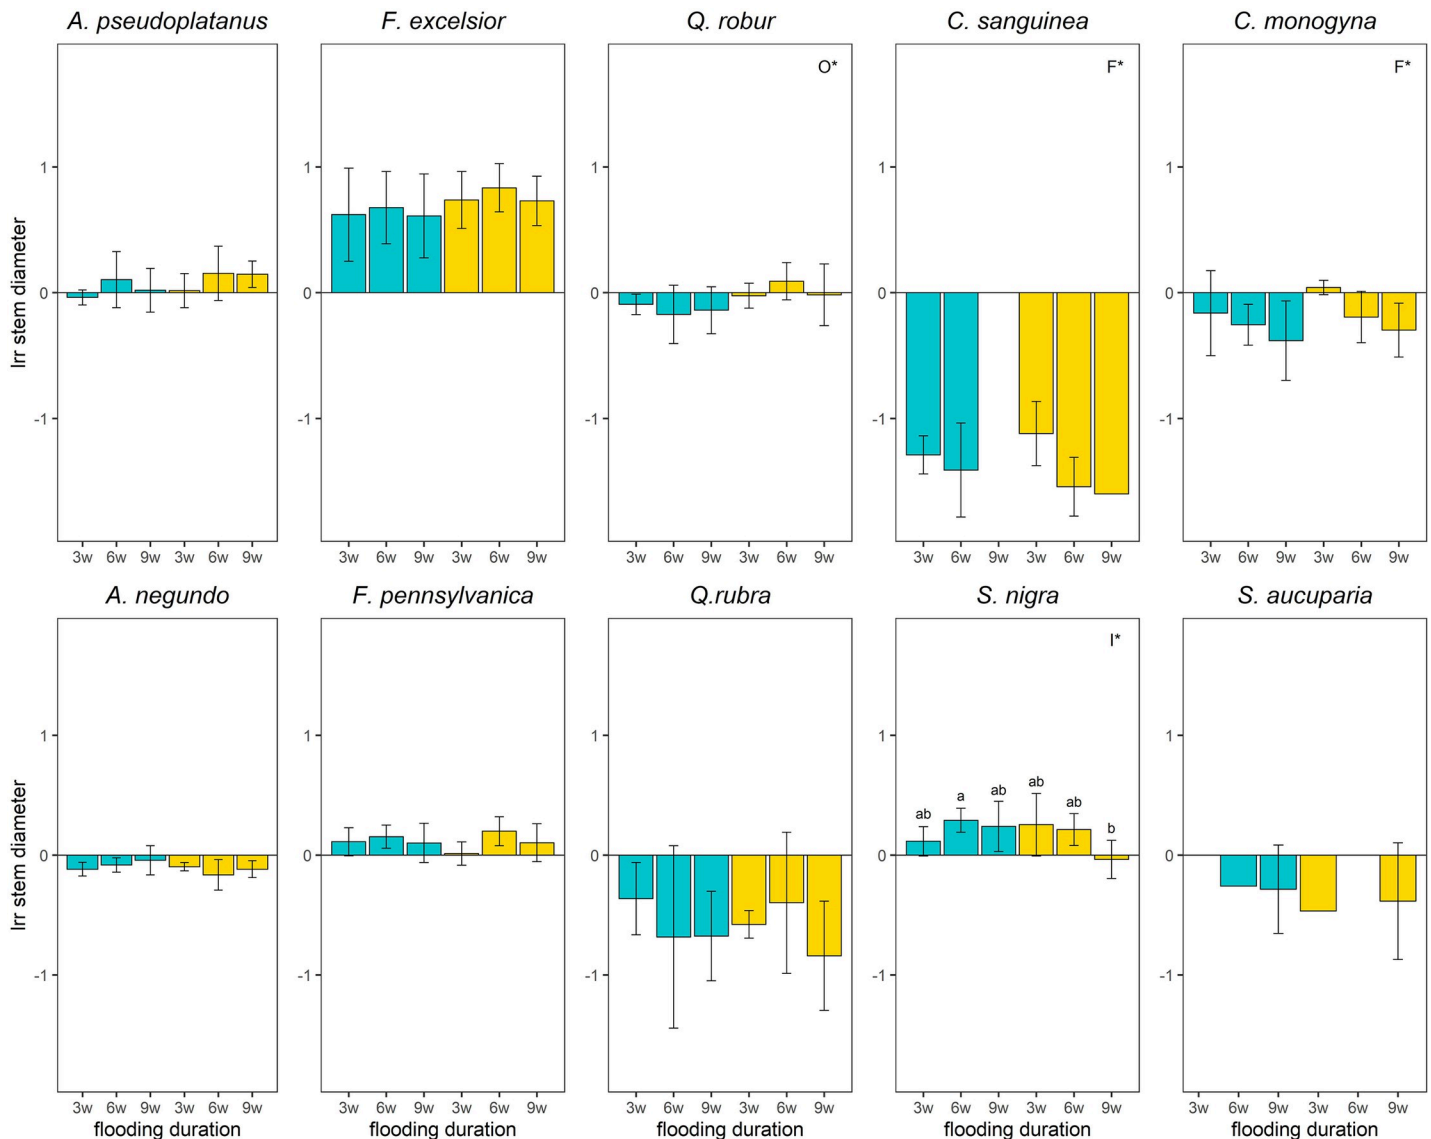 A. pseudoplatanus
F. excelsior
Q. robur
C. sanguinea
C. monogyna
O*
F*
F*
lrr stem diameter
1
0
-1
1
0
-1
1
0
-1
1
0
-1
1
0
-1
3w 6w 9w 3w 6w 9w
3w 6w 9w 3w 6w 9w
3w 6w 9w 3w 6w 9w
3w 6w 9w 3w 6w 9w
3w 6w 9w 3w 6w 9w
A. negundo
F. pennsylvanica
Q.rubra
S. nigra
S. aucuparia
I*
lrr stem diameter
1
0
-1
1
0
-1
1
0
-1
1
0
-1
1
0
-1
ab a ab ab ab b
3w 6w 9w 3w 6w 9w
3w 6w 9w 3w 6w 9w
3w 6w 9w 3w 6w 9w
3w 6w 9w 3w 6w 9w
3w 6w 9w 3w 6w 9w
flooding duration
flooding duration
flooding duration
flooding duration
flooding duration